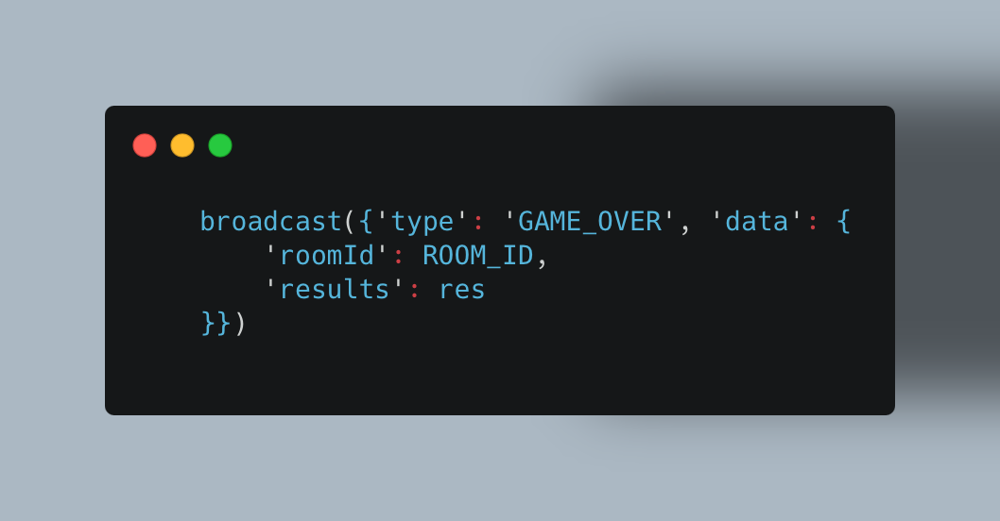 broadcast({'type': 'GAME_OVER', 'data': {
    'roomId': ROOM_ID,
    'results': res
}})